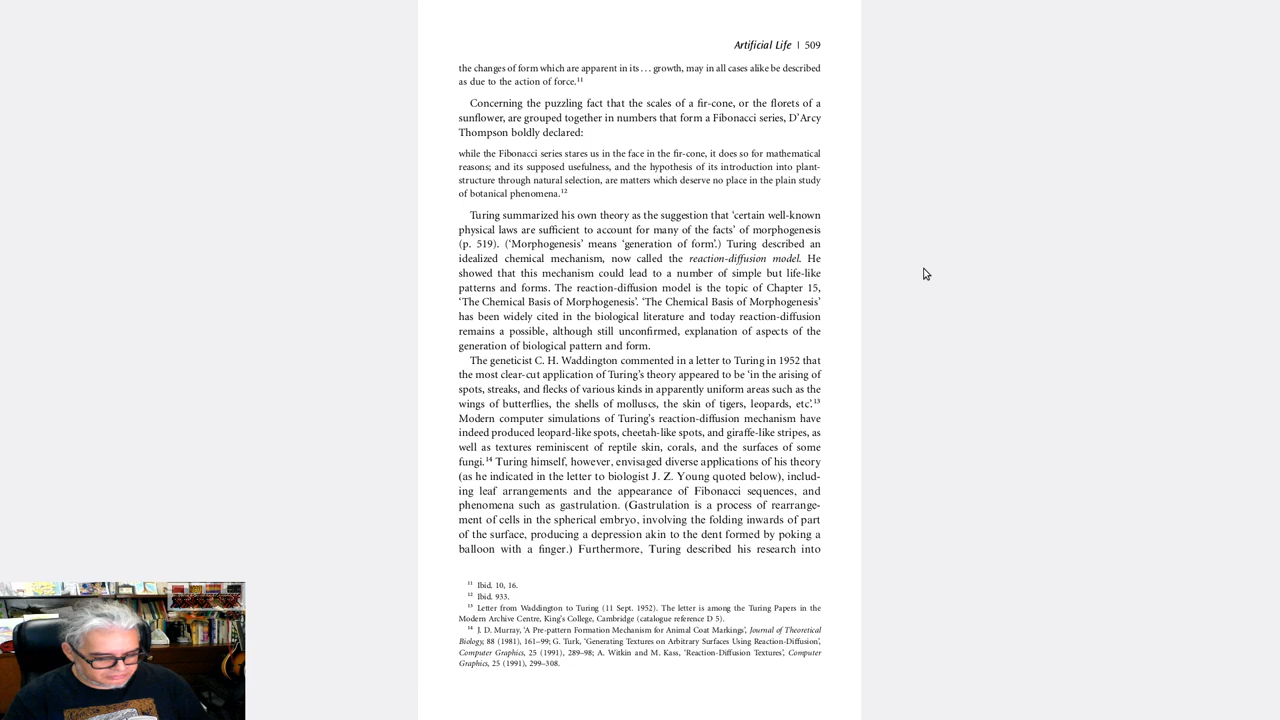 Artificial Life | 509
the changes of form which are apparent in its . . . growth, may in all cases alike be described
as due to the action of force.¹¹
Concerning the puzzling fact that the scales of a fir-cone, or the florets of a
sunflower, are grouped together in numbers that form a Fibonacci series, D'Arcy
Thompson boldly declared:
while the Fibonacci series stares us in the face in the fir-cone, it does so for mathematical
reasons; and its supposed usefulness, and the hypothesis of its introduction into plant-
structure through natural selection, are matters which deserve no place in the plain study
of botanical phenomena.¹²
Turing summarized his own theory as the suggestion that 'certain well-known
physical laws are sufficient to account for many of the facts' of morphogenesis
(p. 519). ('Morphogenesis' means 'generation of form'.) Turing described an
idealized chemical mechanism, now called the reaction-diffusion model. He
showed that this mechanism could lead to a number of simple but life-like
patterns and forms. The reaction-diffusion model is the topic of Chapter 15,
'The Chemical Basis of Morphogenesis'. 'The Chemical Basis of Morphogenesis'
has been widely cited in the biological literature and today reaction-diffusion
remains a possible, although still unconfirmed, explanation of aspects of the
generation of biological pattern and form.
The geneticist C. H. Waddington commented in a letter to Turing in 1952 that
the most clear-cut application of Turing's theory appeared to be 'in the arising of
spots, streaks, and flecks of various kinds in apparently uniform areas such as the
wings of butterflies, the shells of molluscs, the skin of tigers, leopards, etc.'¹³
Modern computer simulations of Turing's reaction-diffusion mechanism have
indeed produced leopard-like spots, cheetah-like spots, and giraffe-like stripes, as
well as textures reminiscent of reptile skin, corals, and the surfaces of some
fungi.¹⁴ Turing himself, however, envisaged diverse applications of his theory
(as he indicated in the letter to biologist J. Z. Young quoted below), includ-
ing leaf arrangements and the appearance of Fibonacci sequences, and
phenomena such as gastrulation. (Gastrulation is a process of rearrange-
ment of cells in the spherical embryo, involving the folding inwards of part
of the surface, producing a depression akin to the dent formed by poking a
balloon with a finger.) Furthermore, Turing described his research into
¹¹ Ibid. 10, 16.
¹² Ibid. 933.
¹³ Letter from Waddington to Turing (11 Sept. 1952). The letter is among the Turing Papers in the
Modern Archive Centre, King's College, Cambridge (catalogue reference D 5).
¹⁴ J. D. Murray, 'A Pre-pattern Formation Mechanism for Animal Coat Markings', Journal of Theoretical
Biology, 88 (1981), 161–99; G. Turk, 'Generating Textures on Arbitrary Surfaces Using Reaction-Diffusion',
Computer Graphics, 25 (1991), 289–98; A. Witkin and M. Kass, 'Reaction-Diffusion Textures', Computer
Graphics, 25 (1991), 299–308.